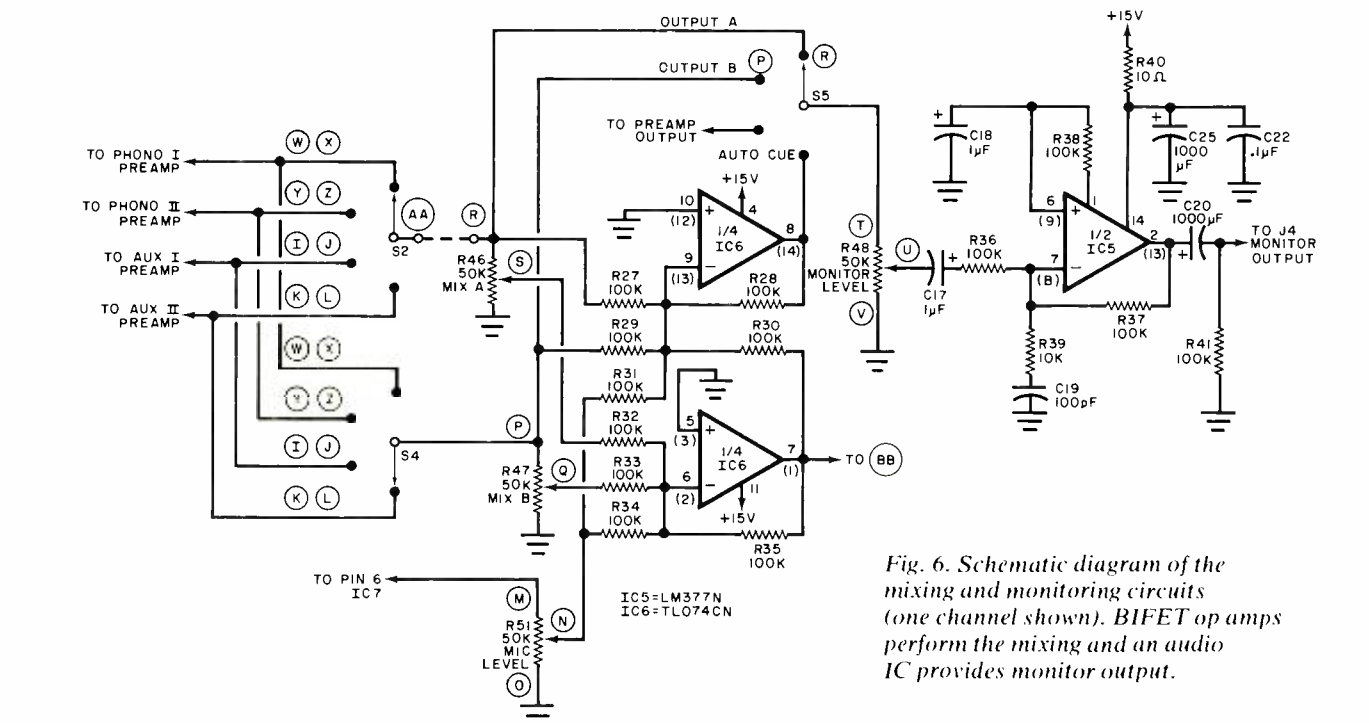 OUTPUT A
R
OUTPUT B
P
S5
TO PREAMP
OUTPUT
AUTO CUE
+15V
R40
10Ω
C18
1µF
R38
100K
C25
1000
µF
C22
.1µF
TO PHONO I
PREAMP
W X
TO PHONO II
PREAMP
Y Z
AA
R
S2
TO AUX I
PREAMP
I J
TO AUX II
PREAMP
K L
W X
Y Z
I J
K L
S4
R46
50K
MIX A
S
R27
100K
R28
100K
R29
100K
R30
100K
R31
100K
R32
100K
R33
100K
R34
100K
R35
100K
+15V
10
(12)
+
4
1/4
IC6
8
(14)
9
(13)
−
5
(3)
+
1/4
IC6
7
(1)
6
(2)
−
11
+15V
TO BB
P
R47
50K
MIX B
Q
T
R48
50K
MONITOR
LEVEL
U
V
C17
1µF
+
R36
100K
6
(9)
+
1
14
1/2
IC5
2
(13)
7
(8)
−
C20
1000µF
+
TO J4
MONITOR
OUTPUT
R37
100K
R39
10K
C19
100pF
R41
100K
TO PIN 6
IC7
M
N
R51
50K
MIC
LEVEL
O
IC5=LM377N
IC6=TL074CN
Fig. 6. Schematic diagram of the
mixing and monitoring circuits
(one channel shown). BIFET op amps
perform the mixing and an audio
IC provides monitor output.